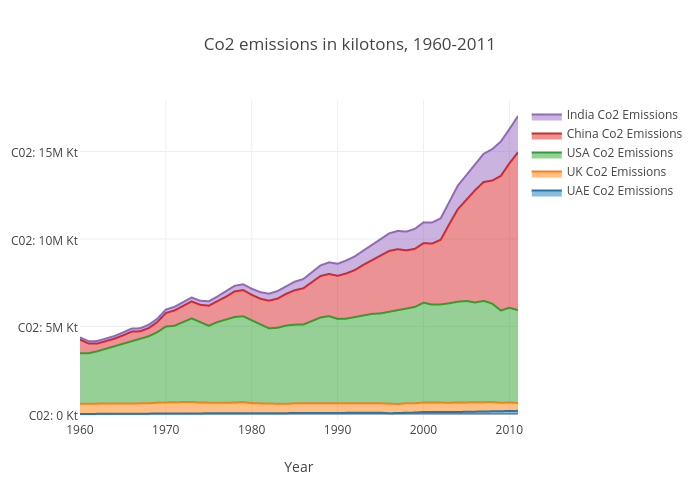 Co2 emissions in kilotons, 1960-2011
India Co2 Emissions
China Co2 Emissions
USA Co2 Emissions
UK Co2 Emissions
UAE Co2 Emissions
C02: 15M Kt
C02: 10M Kt
C02: 5M Kt
C02: 0 Kt
1960 1970 1980 1990 2000 2010
Year